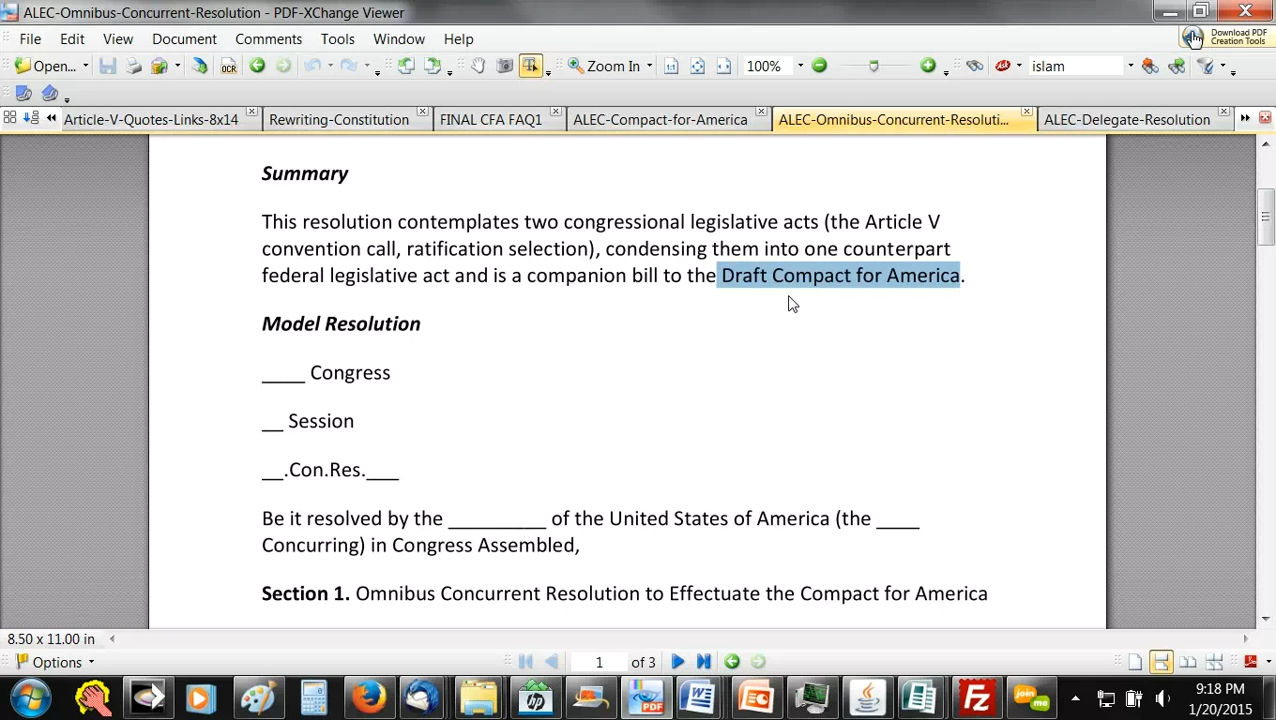 ALEC-Omnibus-Concurrent-Resolution - PDF-XChange Viewer
File Edit View Document Comments Tools Window Help
Download PDF
Creation Tools
Open... OCR Zoom In 100% islam
Article-V-Quotes-Links-8x14 Rewriting-Constitution FINAL CFA FAQ1 ALEC-Compact-for-America ALEC-Omnibus-Concurrent-Resoluti... ALEC-Delegate-Resolution
Summary
This resolution contemplates two congressional legislative acts (the Article V
convention call, ratification selection), condensing them into one counterpart
federal legislative act and is a companion bill to the Draft Compact for America.
Model Resolution
____ Congress
__ Session
__.Con.Res.___
Be it resolved by the _________ of the United States of America (the ____
Concurring) in Congress Assembled,
Section 1. Omnibus Concurrent Resolution to Effectuate the Compact for America
8.50 x 11.00 in
Options 1 of 3
9:18 PM
1/20/2015